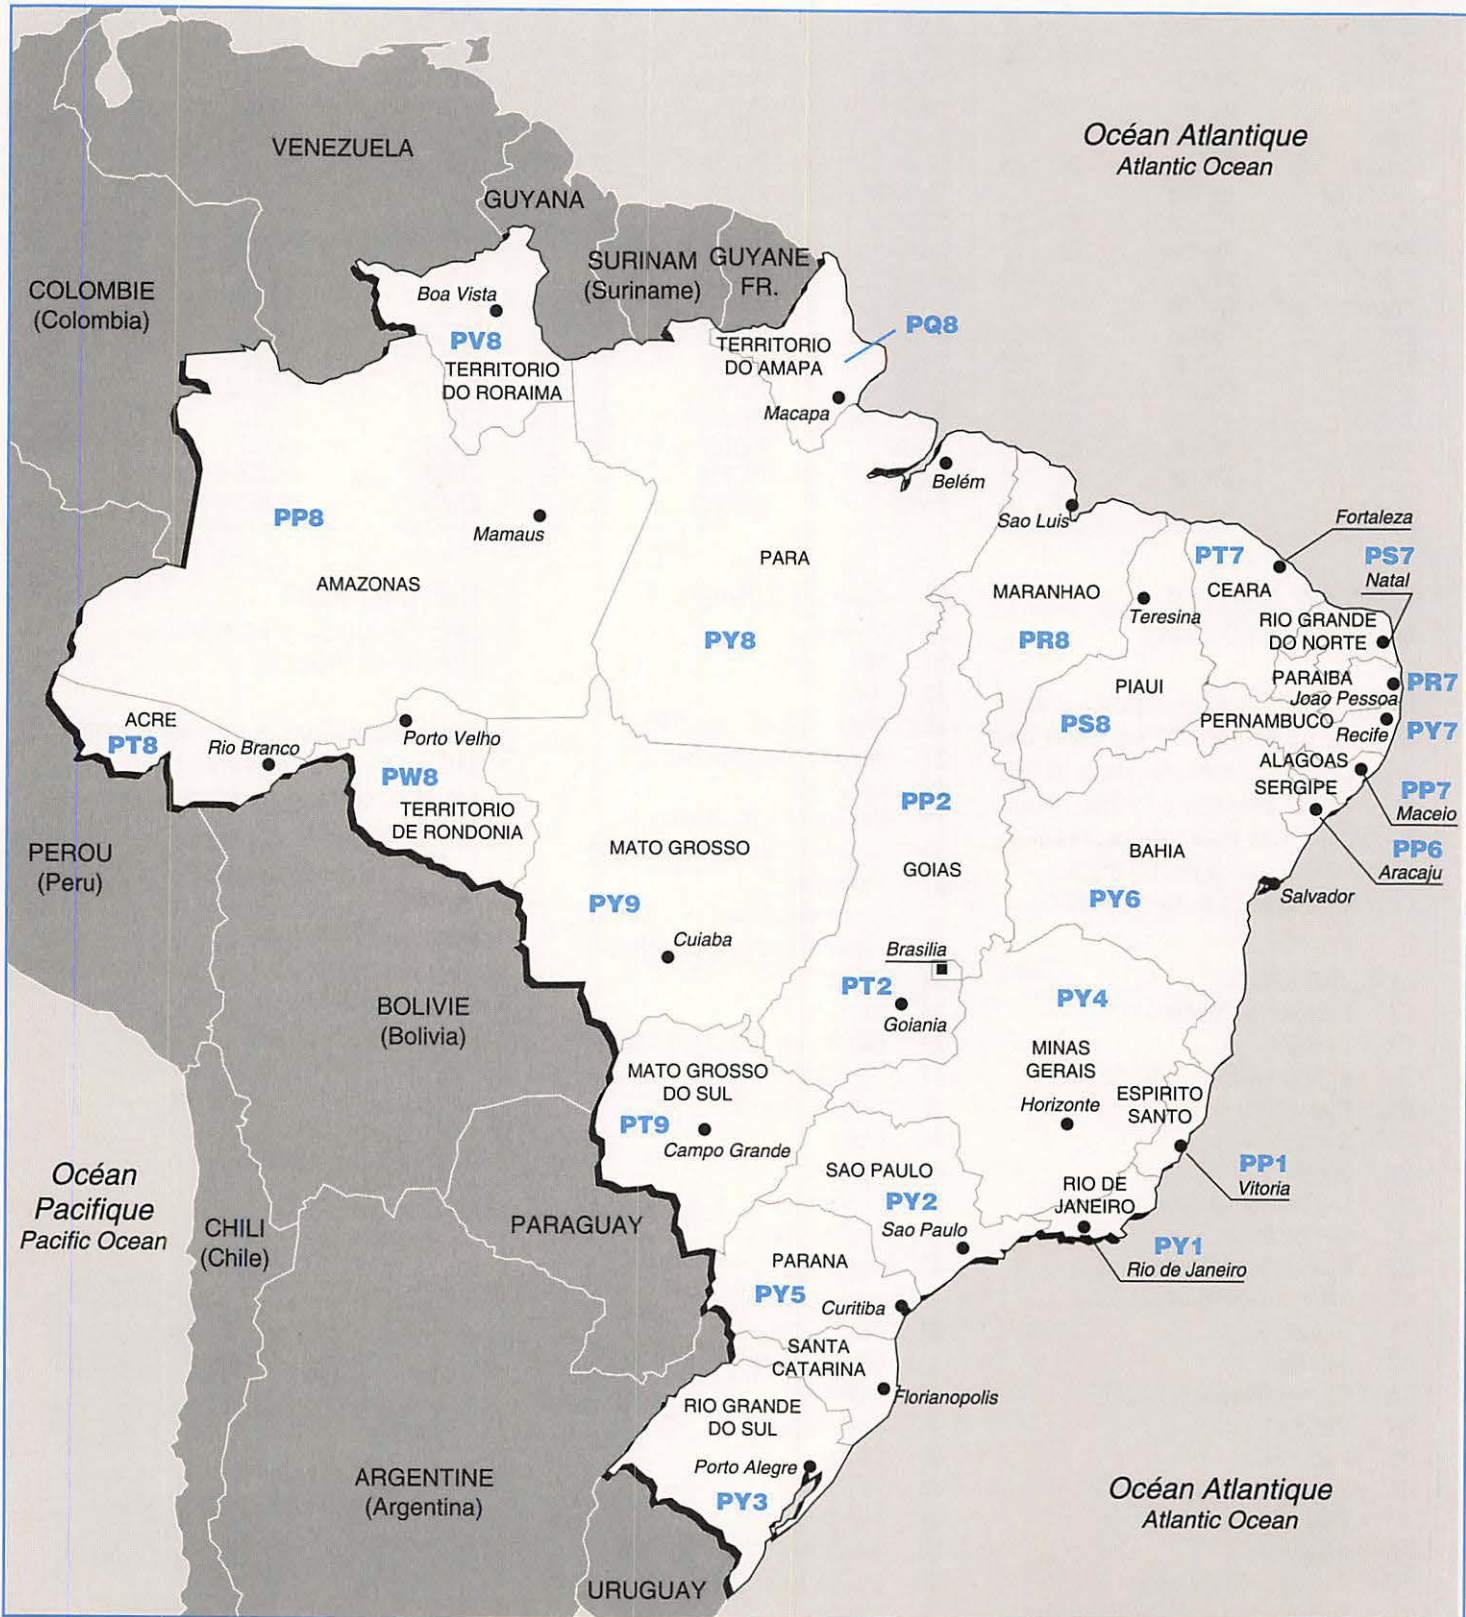 Océan Atlantique
Atlantic Ocean
VENEZUELA
GUYANA
SURINAM
(Suriname)
GUYANE
FR.
COLOMBIE
(Colombia)
Boa Vista
PV8
TERRITORIO
DO RORAIMA
PQ8
TERRITORIO
DO AMAPA
Macapa
Belém
Sao Luis
Fortaleza
PP8
Mamaus
AMAZONAS
PARA
PY8
MARANHAO
PR8
Teresina
PT7
CEARA
PS7
Natal
RIO GRANDE
DO NORTE
PARAIBA
Joao Pessoa
PR7
PIAUI
PS8
PERNAMBUCO
Recife
PY7
ACRE
PT8
Rio Branco
Porto Velho
PW8
TERRITORIO
DE RONDONIA
ALAGOAS
SERGIPE
PP7
Maceio
PP6
Aracaju
PEROU
(Peru)
MATO GROSSO
PY9
Cuiaba
PP2
GOIAS
BAHIA
PY6
Salvador
Brasilia
PT2
Goiania
PY4
MINAS
GERAIS
Horizonte
BOLIVIE
(Bolivia)
MATO GROSSO
DO SUL
PT9
Campo Grande
ESPIRITO
SANTO
PP1
Vitoria
Océan
Pacifique
Pacific Ocean
CHILI
(Chile)
PARAGUAY
SAO PAULO
PY2
Sao Paulo
RIO DE
JANEIRO
PY1
Rio de Janeiro
PARANA
PY5
Curitiba
SANTA
CATARINA
Florianopolis
RIO GRANDE
DO SUL
Porto Alegre
PY3
ARGENTINE
(Argentina)
URUGUAY
Océan Atlantique
Atlantic Ocean